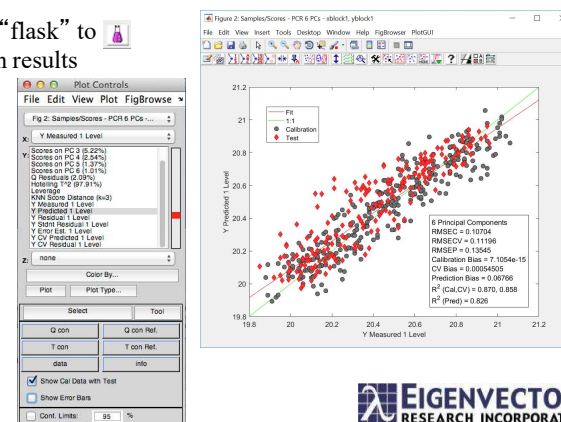 "flask" to
n results
Plot Controls
File Edit View Plot FigBrowse
Fig 2: Samples/Scores - PCR 6 PCs -...
X: Y Measured 1 Level
Y:
Scores on PC 3 (5.22%)
Scores on PC 4 (2.54%)
Scores on PC 5 (1.37%)
Scores on PC 6 (1.01%)
Q Residuals (2.09%)
Hotelling T^2 (97.91%)
Leverage
KNN Score Distance (k=3)
Y Measured 1 Level
Y Predicted 1 Level
Y Residual 1 Level
Y Stdnt Residual 1 Level
Y Error Est. 1 Level
Y CV Predicted 1 Level
Y CV Residual 1 Level
Z: none
Color By...
Plot Plot Type...
Select Tool
Q con Q con Ref.
T con T con Ref.
data info
Show Cal Data with Test
Show Error Bars
Conf. Limits: 95 %
Figure 2: Samples/Scores - PCR 6 PCs - xblock1, yblock1
File Edit View Insert Tools Desktop Window Help FigBrowser PlotGUI
21.2
21
20.8
20.6
20.4
20.2
20
19.8
Y Predicted 1 Level
Fit
1:1
Calibration
Test
6 Principal Components
RMSEC = 0.10704
RMSECV = 0.11196
RMSEP = 0.13545
Calibration Bias = 7.1054e-15
CV Bias = 0.00054505
Prediction Bias = 0.06766
R^2 (Cal,CV) = 0.870, 0.858
R^2 (Pred) = 0.826
19.8 20 20.2 20.4 20.6 20.8 21 21.2
Y Measured 1 Level
EIGENVECTO
RESEARCH INCORPORAT